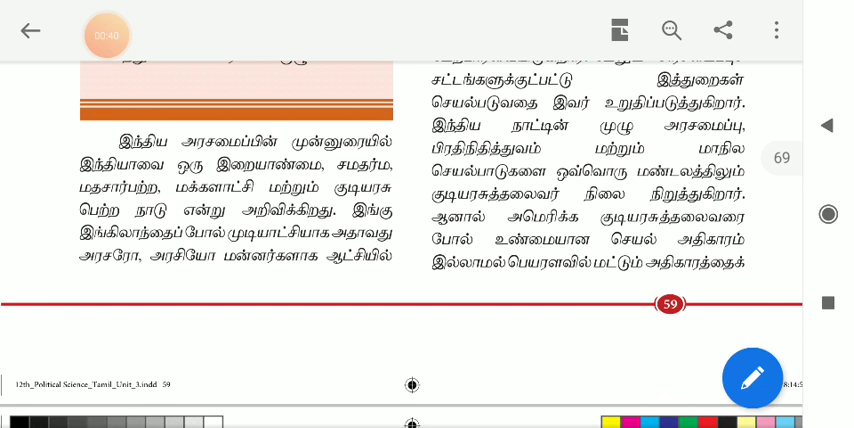 00:40
இந்திய அரசமைப்பின் முன்னுரையில்
இந்தியாவை ஒரு இறையாண்மை, சமதர்ம,
மதசார்பற்ற, மக்களாட்சி மற்றும் குடியரசு
பெற்ற நாடு என்று அறிவிக்கிறது. இங்கு
இங்கிலாந்தைப் போல் முடியாட்சியாக அதாவது
அரசரோ, அரசியோ மன்னர்களாக ஆட்சியில்
சட்டங்களுக்குட்பட்டு இத்துறைகள்
செயல்படுவதை இவர் உறுதிப்படுத்துகிறார்.
இந்திய நாட்டின் முழு அரசமைப்பு,
பிரதிநிதித்துவம் மற்றும் மாநில
செயல்பாடுகளை ஒவ்வொரு மண்டலத்திலும்
குடியரசுத்தலைவர் நிலை நிறுத்துகிறார்.
ஆனால் அமெரிக்க குடியரசுத்தலைவரை
போல் உண்மையான செயல் அதிகாரம்
இல்லாமல் பெயரளவில் மட்டும் அதிகாரத்தைக்
69
59
12th_Political Science_Tamil_Unit_3.indd 59